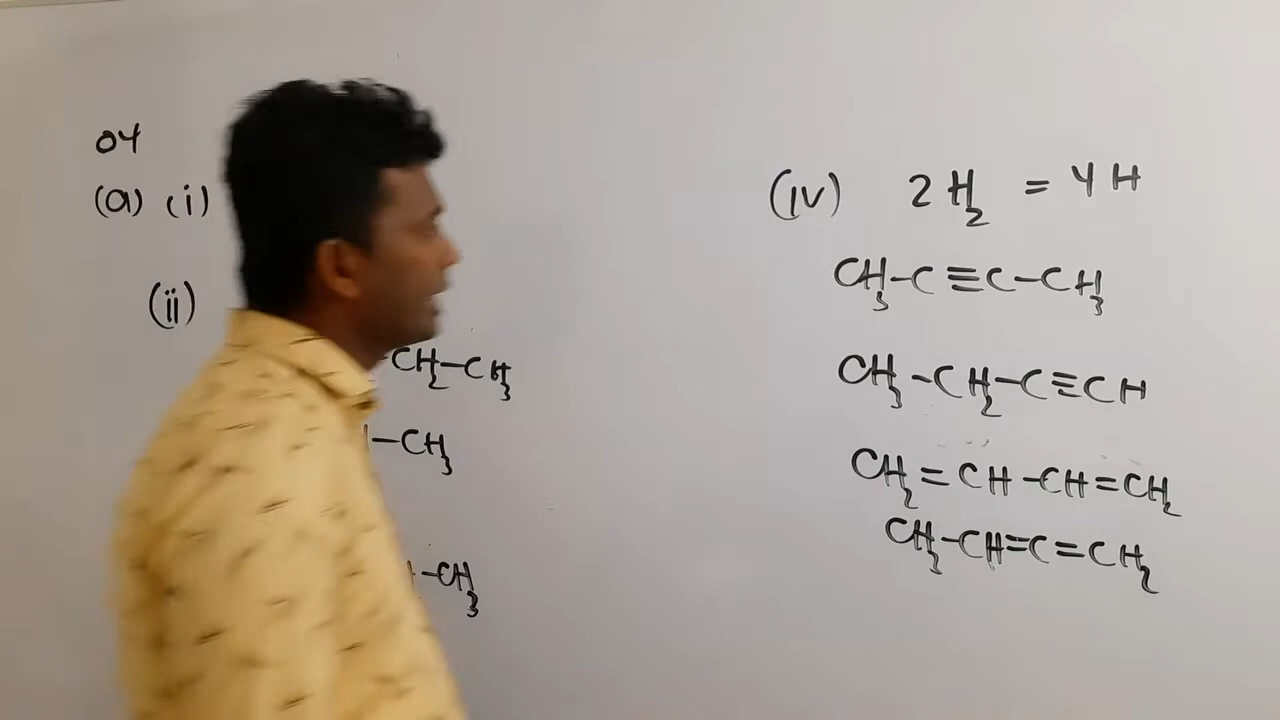 04
(a) (i)
(ii)
CH₂-CH₃
-CH₃
-CH₃
(iv) 2H₂ = 4H
CH₃-C≡C-CH₃
CH₃-CH₂-C≡CH
CH₂=CH-CH=CH₂
CH₃-CH=C=CH₂